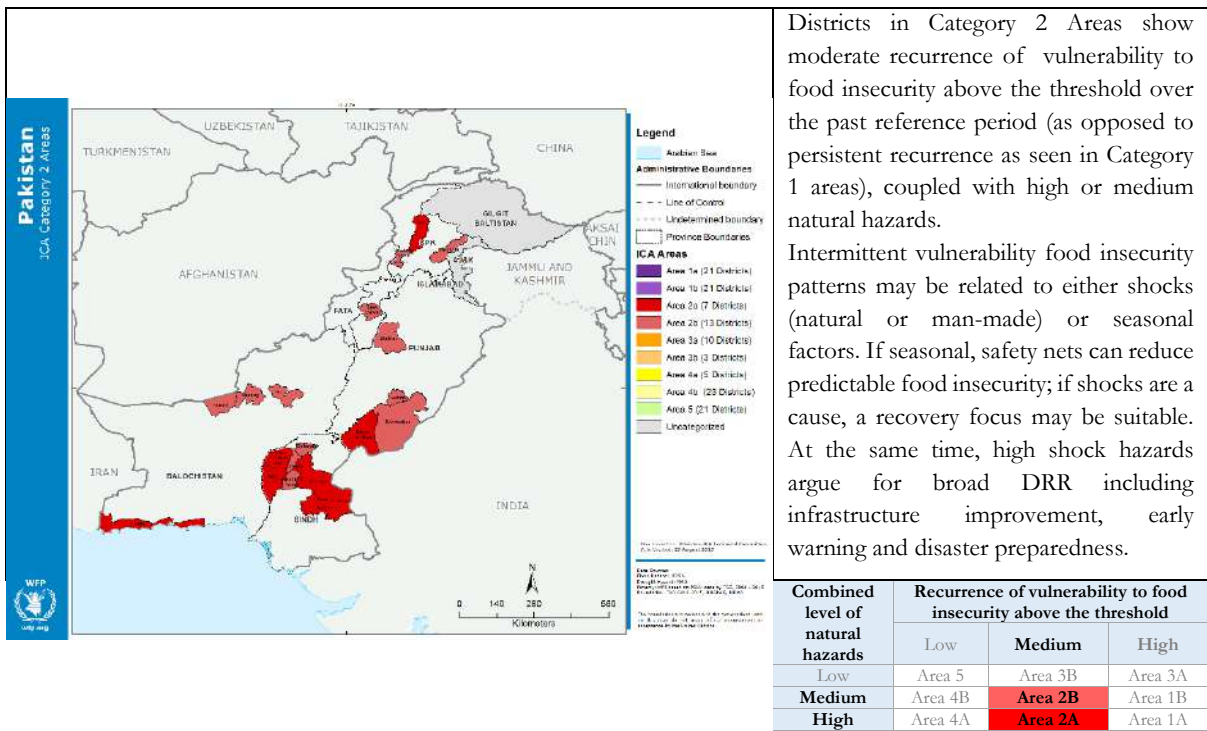 Pakistan
ICA Category 2 Areas
WFP
wfp.org
UZBEKISTAN
TAJIKISTAN
TURKMENISTAN
CHINA
GILGIT
BALTISTAN
AKSAI
CHIN
AFGHANISTAN
JAMMU AND
KASHMIR
ISLAMABAD
FATA
PUNJAB
IRAN
BALOCHISTAN
SINDH
INDIA
N
0 140 280 560
Kilometers
Legend
Arabian Sea
Administrative Boundaries
International boundary
Line of Control
Undetermined boundary
Province Boundaries
ICA Areas
Area 1a (21 Districts)
Area 1b (21 Districts)
Area 2a (7 Districts)
Area 2b (13 Districts)
Area 3a (10 Districts)
Area 3b (3 Districts)
Area 4a (5 Districts)
Area 4b (23 Districts)
Area 5 (21 Districts)
Uncategorized
Districts in Category 2 Areas show
moderate recurrence of vulnerability to
food insecurity above the threshold over
the past reference period (as opposed to
persistent recurrence as seen in Category
1 areas), coupled with high or medium
natural hazards.
Intermittent vulnerability food insecurity
patterns may be related to either shocks
(natural or man-made) or seasonal
factors. If seasonal, safety nets can reduce
predictable food insecurity; if shocks are a
cause, a recovery focus may be suitable.
At the same time, high shock hazards
argue for broad DRR including
infrastructure improvement, early
warning and disaster preparedness.
Combined level of natural hazards
Recurrence of vulnerability to food
insecurity above the threshold
Low Medium High
Low Area 5 Area 3B Area 3A
Medium Area 4B Area 2B Area 1B
High Area 4A Area 2A Area 1A